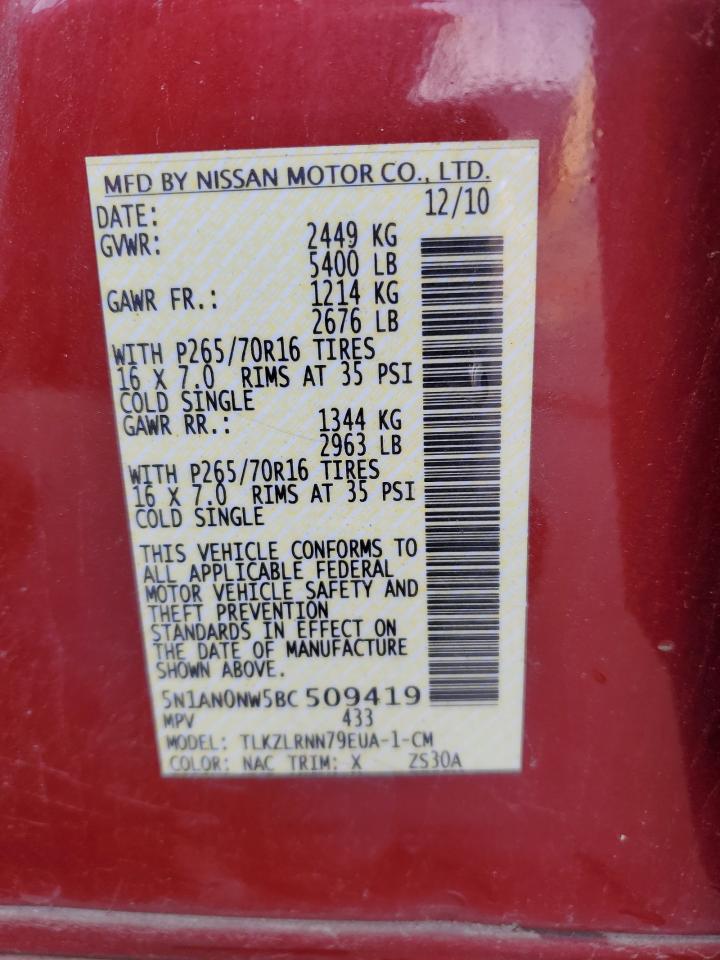 MFD BY NISSAN MOTOR CO., LTD.
DATE: 12/10
GVWR: 2449 KG
5400 LB
GAWR FR.: 1214 KG
2676 LB
WITH P265/70R16 TIRES
16 X 7.0 RIMS AT 35 PSI
COLD SINGLE
GAWR RR.: 1344 KG
2963 LB
WITH P265/70R16 TIRES
16 X 7.0 RIMS AT 35 PSI
COLD SINGLE
THIS VEHICLE CONFORMS TO
ALL APPLICABLE FEDERAL
MOTOR VEHICLE SAFETY AND
THEFT PREVENTION
STANDARDS IN EFFECT ON
THE DATE OF MANUFACTURE
SHOWN ABOVE.
5N1AN0NW5BC 509419
MPV 433
MODEL: TLKZLRNN79EUA-1-CM
COLOR: NAC TRIM: X ZS30A